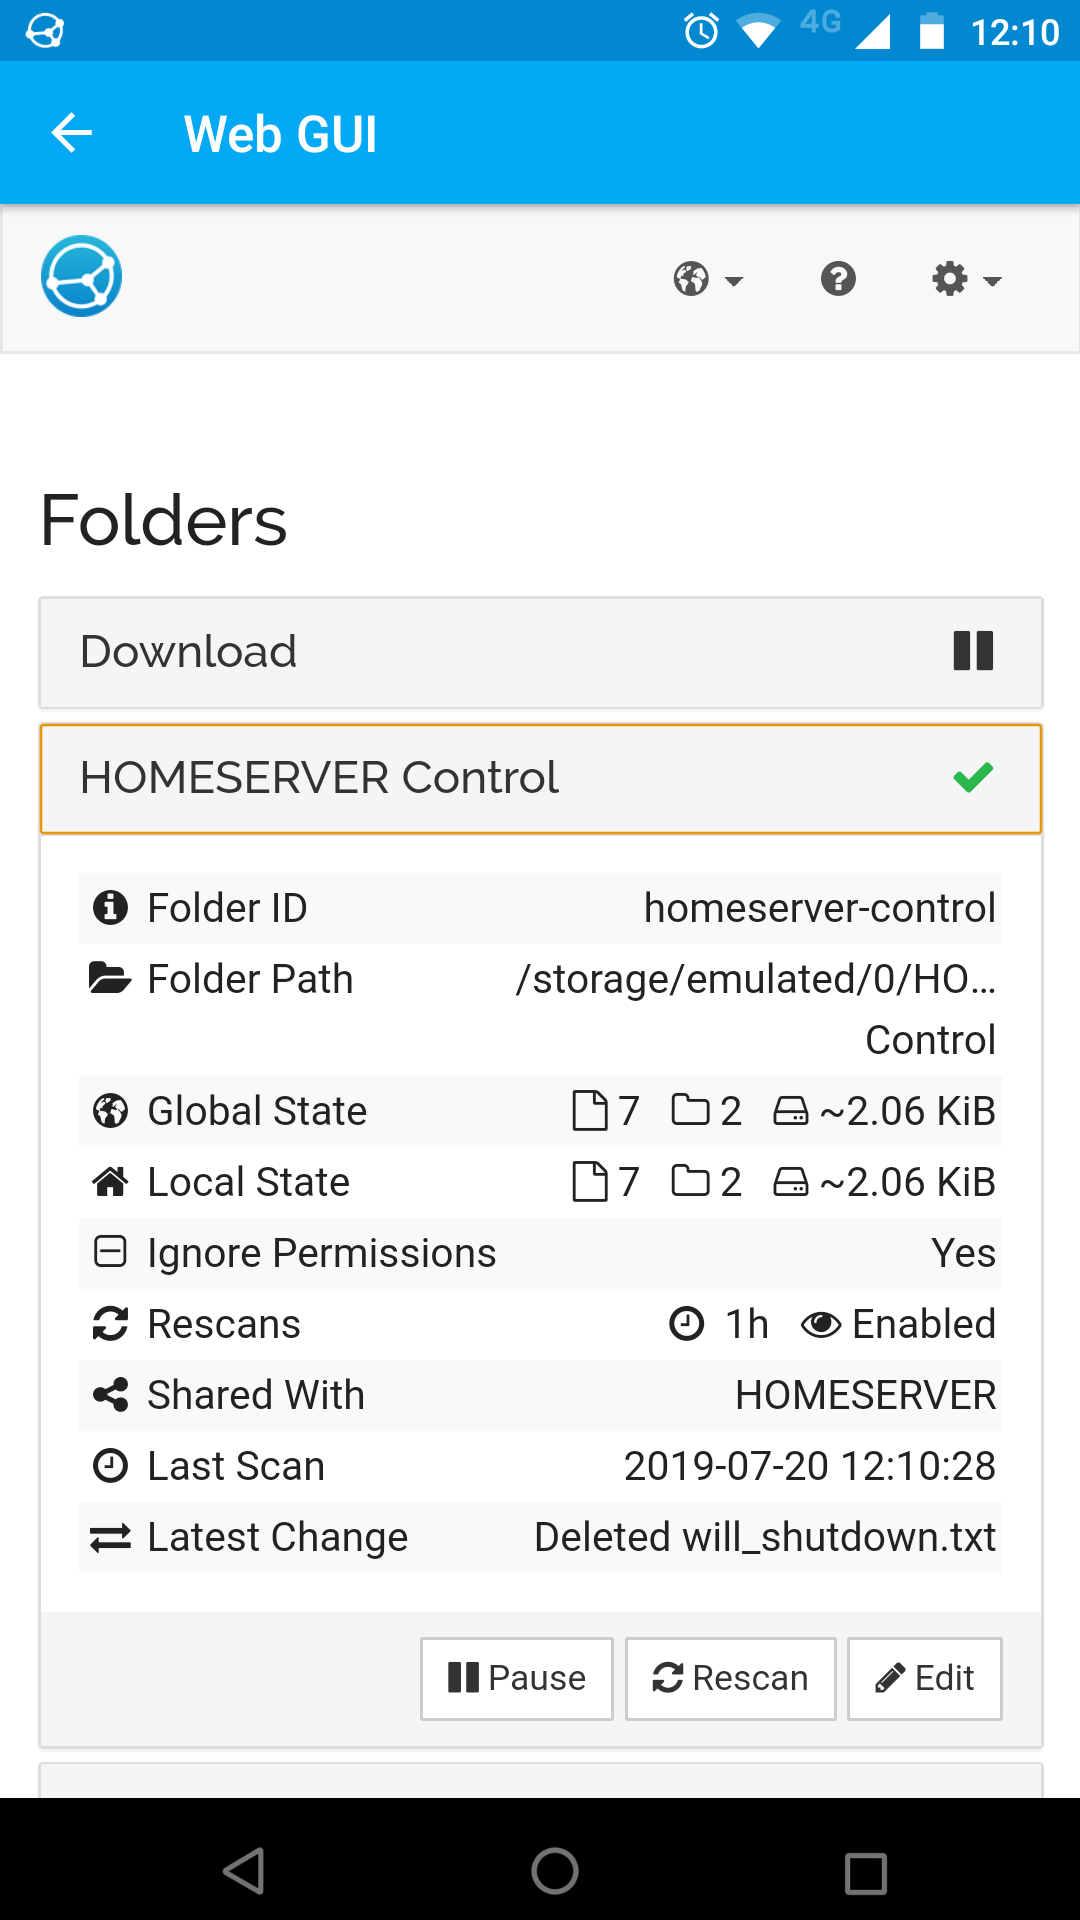 4G 12:10
Web GUI
Folders
Download
HOMESERVER Control
Folder ID homeserver-control
Folder Path /storage/emulated/0/HO...
Control
Global State 7 2 ~2.06 KiB
Local State 7 2 ~2.06 KiB
Ignore Permissions Yes
Rescans 1h Enabled
Shared With HOMESERVER
Last Scan 2019-07-20 12:10:28
Latest Change Deleted will_shutdown.txt
Pause Rescan Edit